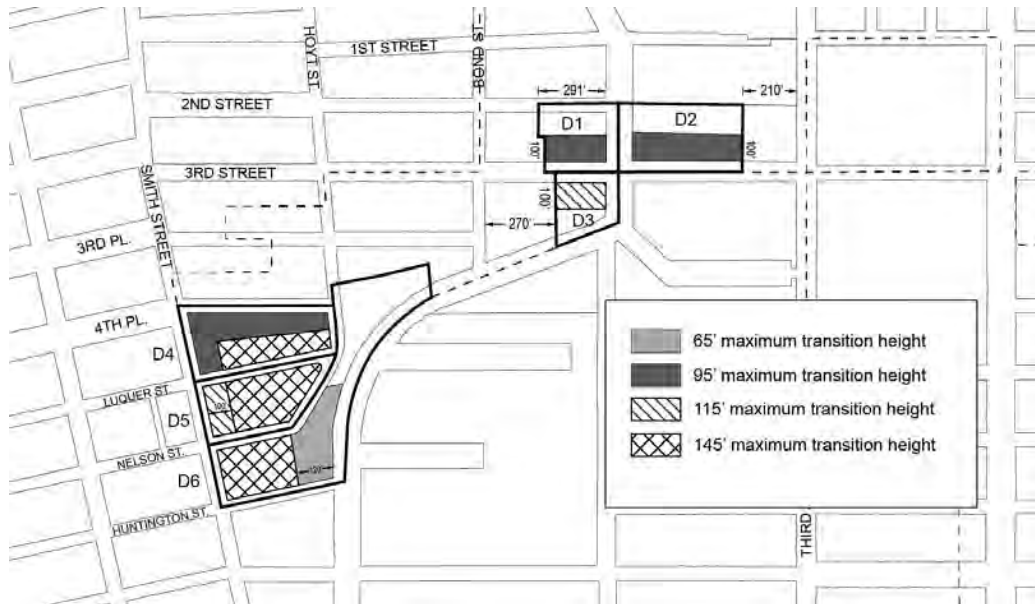 1ST STREET
HOYT ST.
BOND ST
2ND STREET
291'
210'
D1
D2
100'
100'
3RD STREET
100'
D3
270'
SMITH STREET
3RD PL.
4TH PL.
D4
LUQUER ST.
100'
D5
NELSON ST.
D6
120'
HUNTINGTON ST.
65' maximum transition height
95' maximum transition height
115' maximum transition height
145' maximum transition height
THIRD